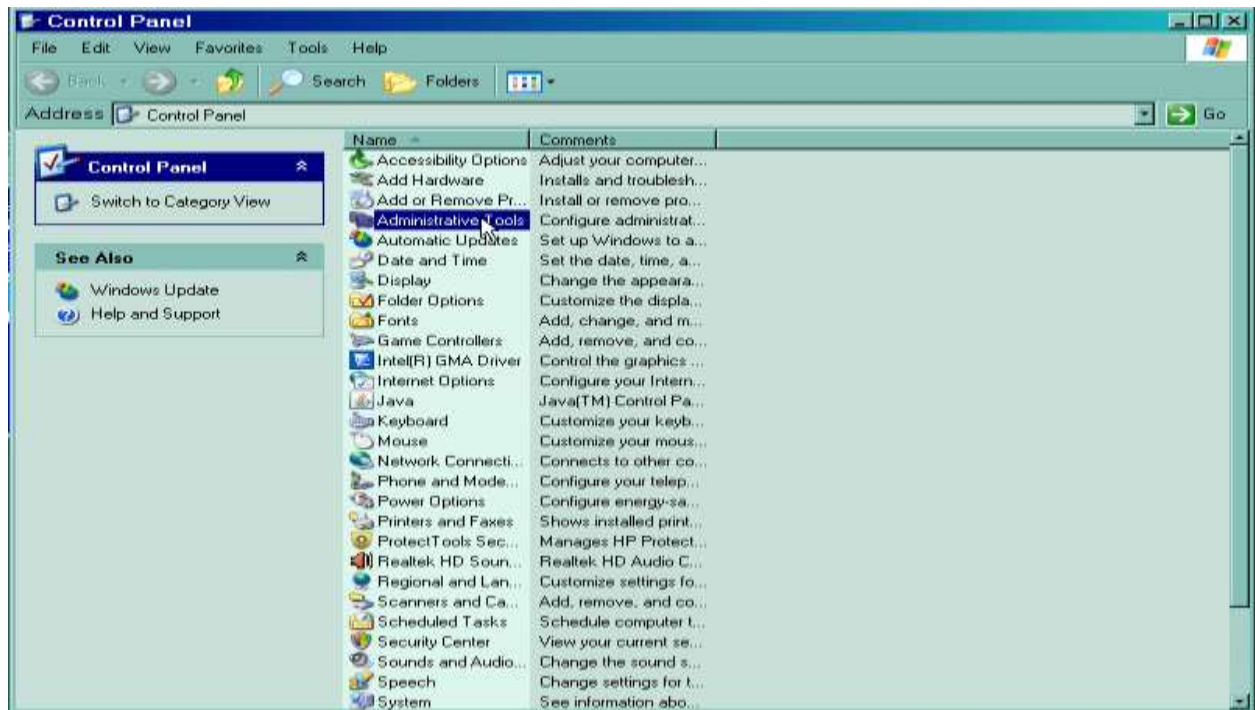 Control Panel
File Edit View Favorites Tools Help
Back Search Folders
Address Control Panel Go
Control Panel
Switch to Category View
See Also
Windows Update
Help and Support
Name Comments
Accessibility Options Adjust your computer...
Add Hardware Installs and troublesh...
Add or Remove Pr... Install or remove pro...
Administrative Tools Configure administrat...
Automatic Updates Set up Windows to a...
Date and Time Set the date, time, a...
Display Change the appeara...
Folder Options Customize the displa...
Fonts Add, change, and m...
Game Controllers Add, remove, and co...
Intel(R) GMA Driver Control the graphics ...
Internet Options Configure your Intern...
Java Java(TM) Control Pa...
Keyboard Customize your keyb...
Mouse Customize your mous...
Network Connecti... Connects to other co...
Phone and Mode... Configure your telep...
Power Options Configure energy-sa...
Printers and Faxes Shows installed print...
ProtectTools Sec... Manages HP Protect...
Realtek HD Soun... Realtek HD Audio C...
Regional and Lan... Customize settings fo...
Scanners and Ca... Add, remove, and co...
Scheduled Tasks Schedule computer t...
Security Center View your current se...
Sounds and Audio... Change the sound s...
Speech Change settings for t...
System See information abo...